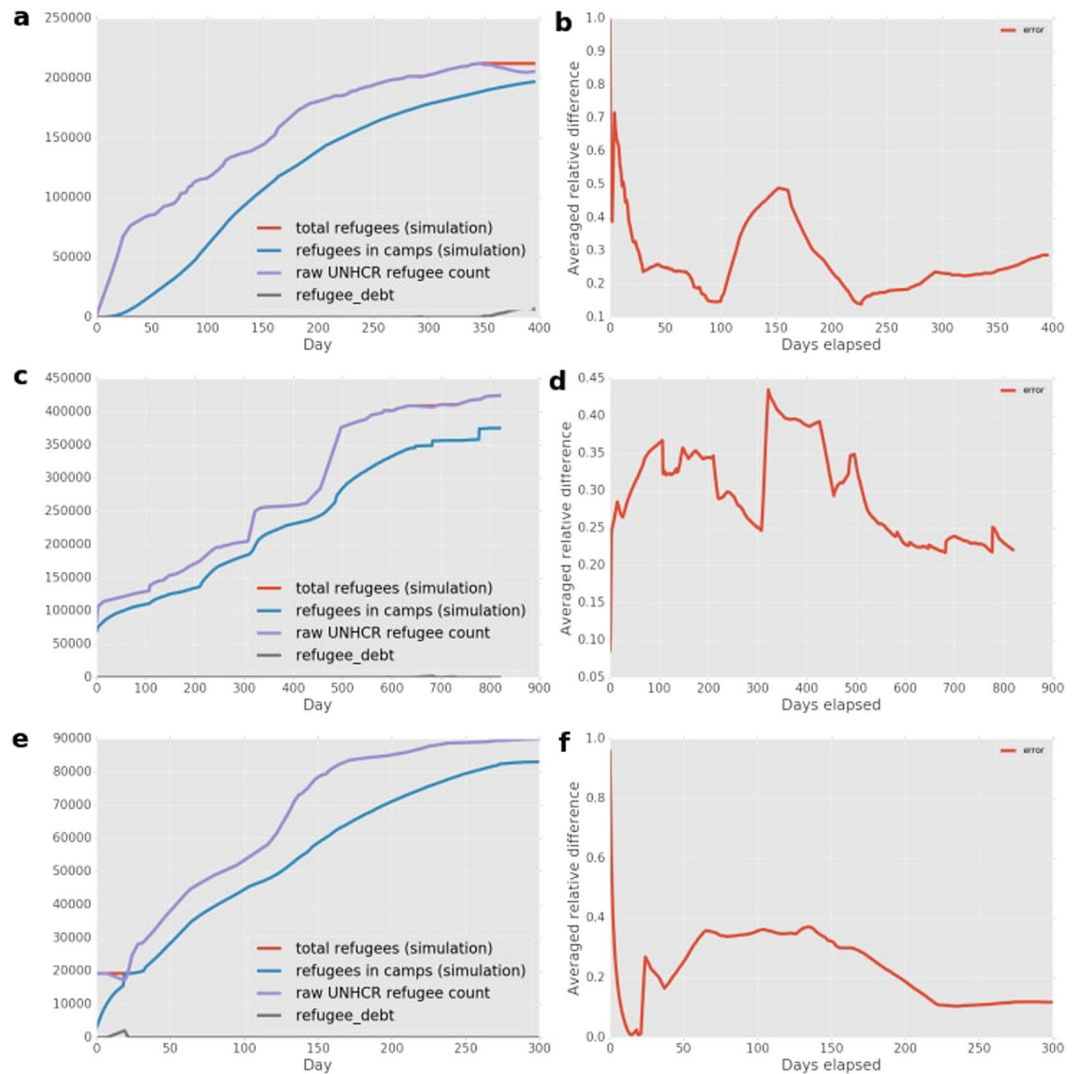 a
250000
200000
150000
100000
50000
0
0 50 100 150 200 250 300 350 400
Day
total refugees (simulation)
refugees in camps (simulation)
raw UNHCR refugee count
refugee_debt
b
1.0
0.9
0.8
0.7
0.6
0.5
0.4
0.3
0.2
0.1
0 50 100 150 200 250 300 350 400
Days elapsed
Averaged relative difference
error
c
450000
400000
350000
300000
250000
200000
150000
100000
50000
0
0 100 200 300 400 500 600 700 800 900
Day
total refugees (simulation)
refugees in camps (simulation)
raw UNHCR refugee count
refugee_debt
d
0.45
0.40
0.35
0.30
0.25
0.20
0.15
0.10
0.05
0 100 200 300 400 500 600 700 800 900
Days elapsed
Averaged relative difference
error
e
90000
80000
70000
60000
50000
40000
30000
20000
10000
0
0 50 100 150 200 250 300
Day
total refugees (simulation)
refugees in camps (simulation)
raw UNHCR refugee count
refugee_debt
f
1.0
0.8
0.6
0.4
0.2
0.0
0 50 100 150 200 250 300
Days elapsed
Averaged relative difference
error